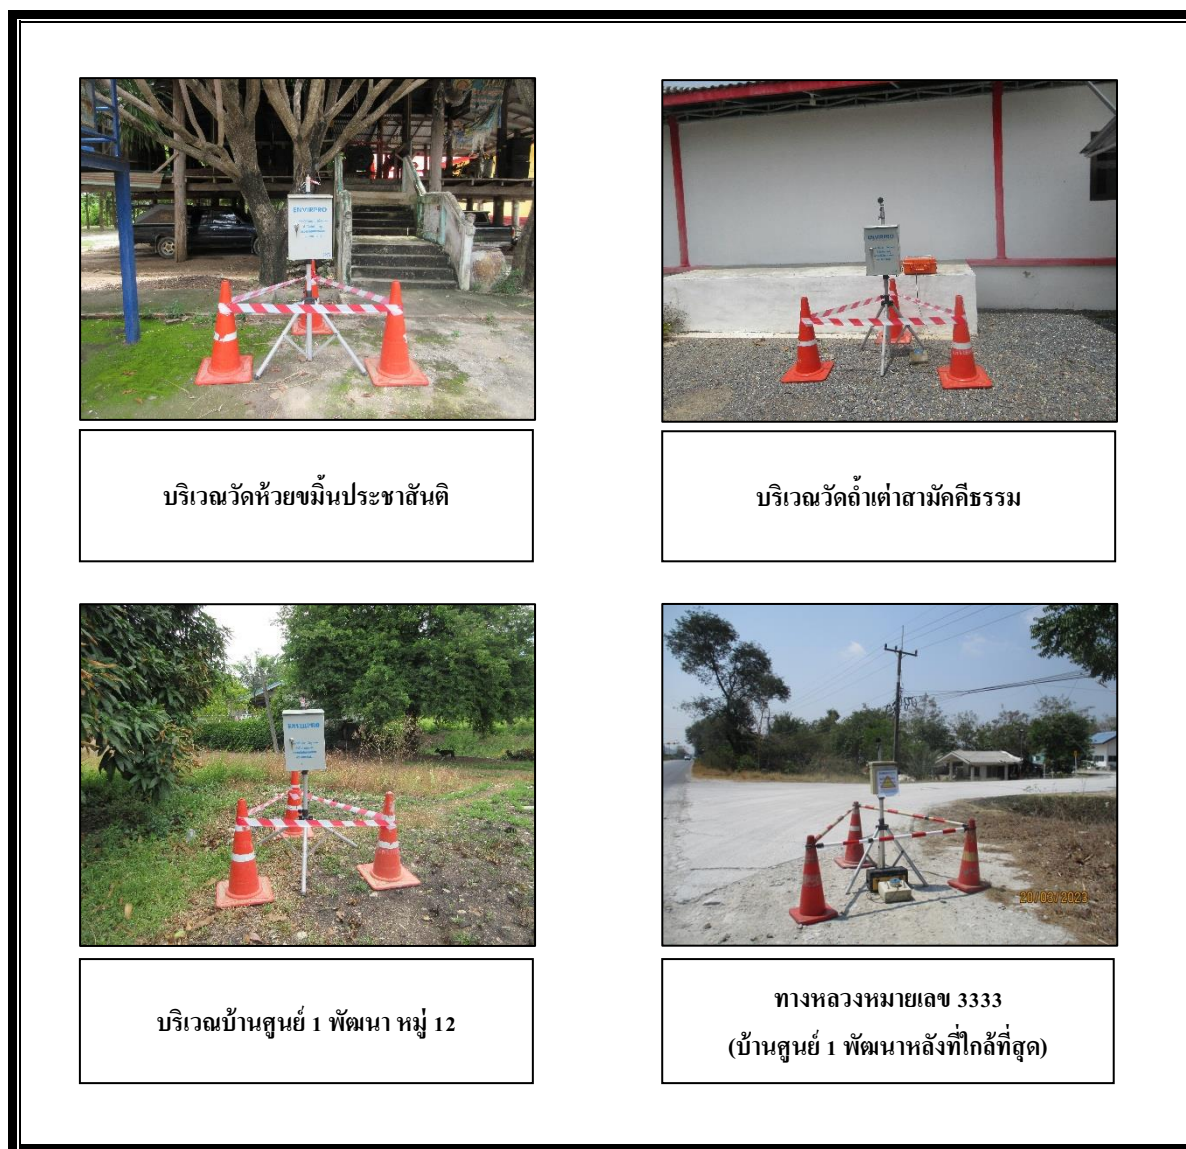 ENVIRPRO
บริเวณวัดห้วยขมิ้นประชาสันติ
บริเวณวัดถ้ำเต่าสามัคคีธรรม
บริเวณบ้านศูนย์ 1 พัฒนา หมู่ 12
20/03/2023
ทางหลวงหมายเลข 3333
(บ้านศูนย์ 1 พัฒนาหลังที่ใกล้ที่สุด)